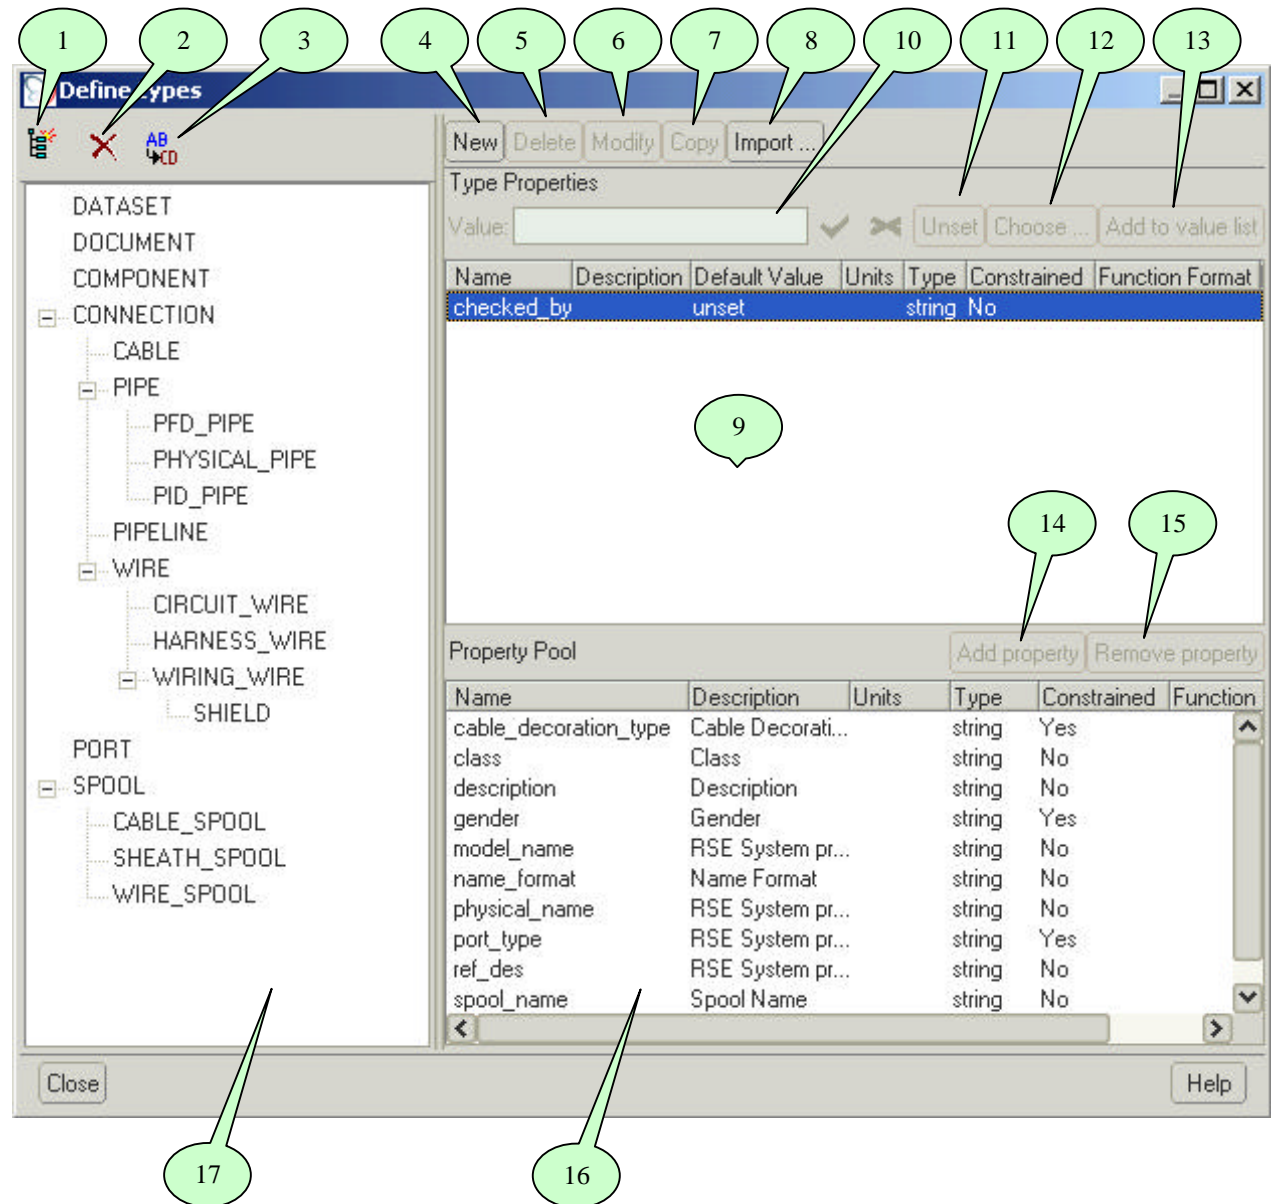 1 2 3 4 5 6 7 8 10 11 12 13
Define Types
AB
CD
New Delete Modify Copy Import ...
Type Properties
Value: Unset Choose ... Add to value list
Name Description Default Value Units Type Constrained Function Format
checked_by unset string No
9
14 15
DATASET
DOCUMENT
COMPONENT
CONNECTION
CABLE
PIPE
PFD_PIPE
PHYSICAL_PIPE
PID_PIPE
PIPELINE
WIRE
CIRCUIT_WIRE
HARNESS_WIRE
WIRING_WIRE
SHIELD
PORT
SPOOL
CABLE_SPOOL
SHEATH_SPOOL
WIRE_SPOOL
Property Pool Add property Remove property
Name Description Units Type Constrained Function
cable_decoration_type Cable Decorati... string Yes
class Class string No
description Description string No
gender Gender string Yes
model_name RSE System pr... string No
name_format Name Format string No
physical_name RSE System pr... string No
port_type RSE System pr... string Yes
ref_des RSE System pr... string No
spool_name Spool Name string No
Close Help
17 16